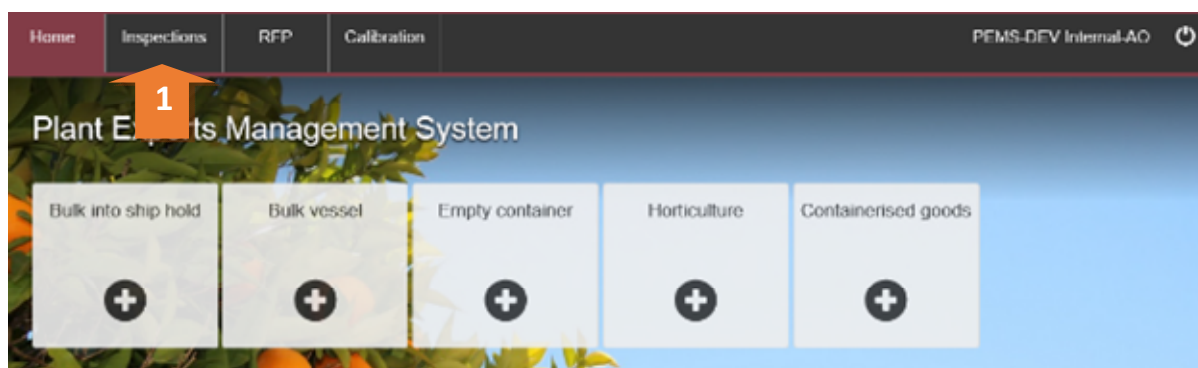 Home Inspections RFP Calibration PEMS-DEV Internal-AO
1
Plant E ts Management System
Bulk into ship hold Bulk vessel Empty container Horticulture Containerised goods